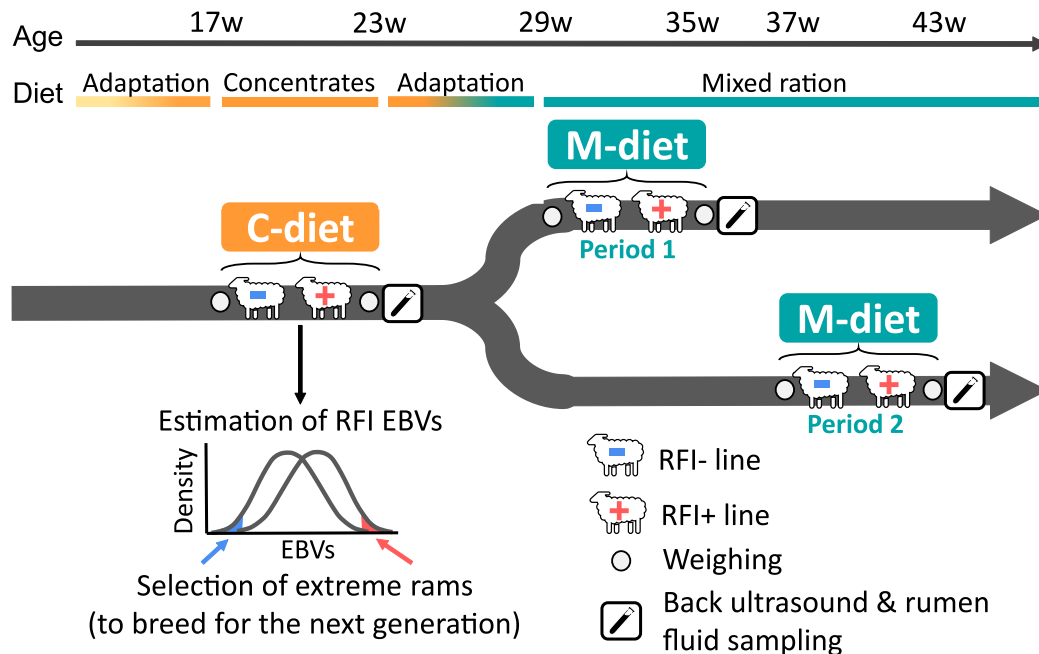 Age
17w 23w 29w 35w 37w 43w
Diet
Adaptation Concentrates Adaptation Mixed ration
M-diet
C-diet
Period 1
M-diet
Period 2
Estimation of RFI EBVs
Density
EBVs
Selection of extreme rams
(to breed for the next generation)
RFI- line
RFI+ line
Weighing
Back ultrasound & rumen
fluid sampling